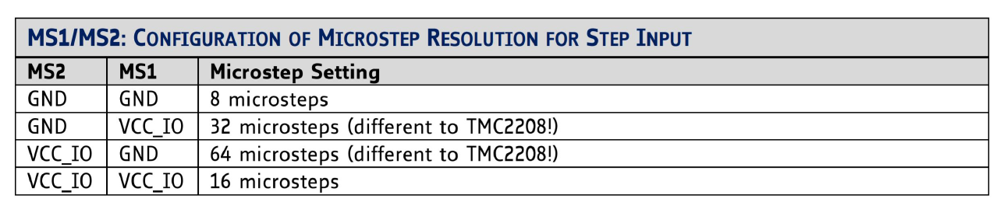 MS1/MS2: CONFIGURATION OF MICROSTEP RESOLUTION FOR STEP INPUT
MS2 MS1 Microstep Setting
GND GND 8 microsteps
GND VCC_IO 32 microsteps (different to TMC2208!)
VCC_IO GND 64 microsteps (different to TMC2208!)
VCC_IO VCC_IO 16 microsteps